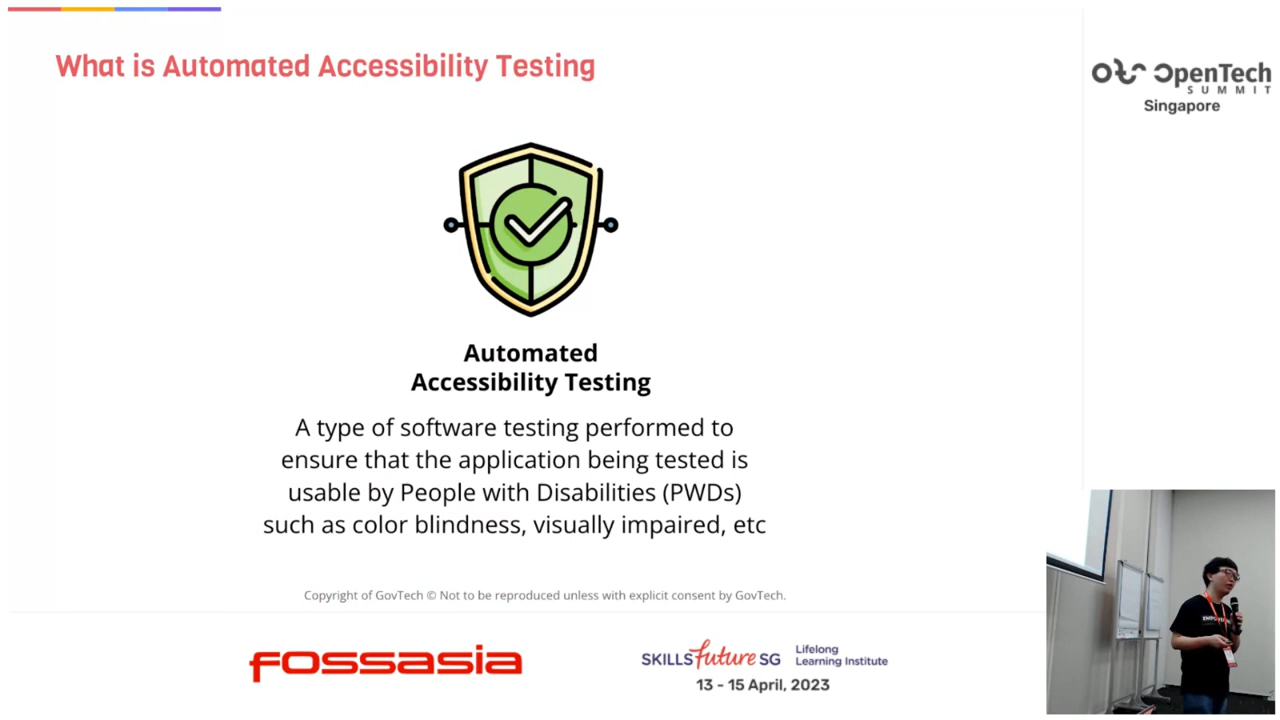 What is Automated Accessibility Testing
OpenTech
SUMMIT
Singapore
Automated
Accessibility Testing
A type of software testing performed to
ensure that the application being tested is
usable by People with Disabilities (PWDs)
such as color blindness, visually impaired, etc
Copyright of GovTech © Not to be reproduced unless with explicit consent by GovTech.
fossasia
SKILLSfuture SG
Lifelong
Learning Institute
13 - 15 April, 2023